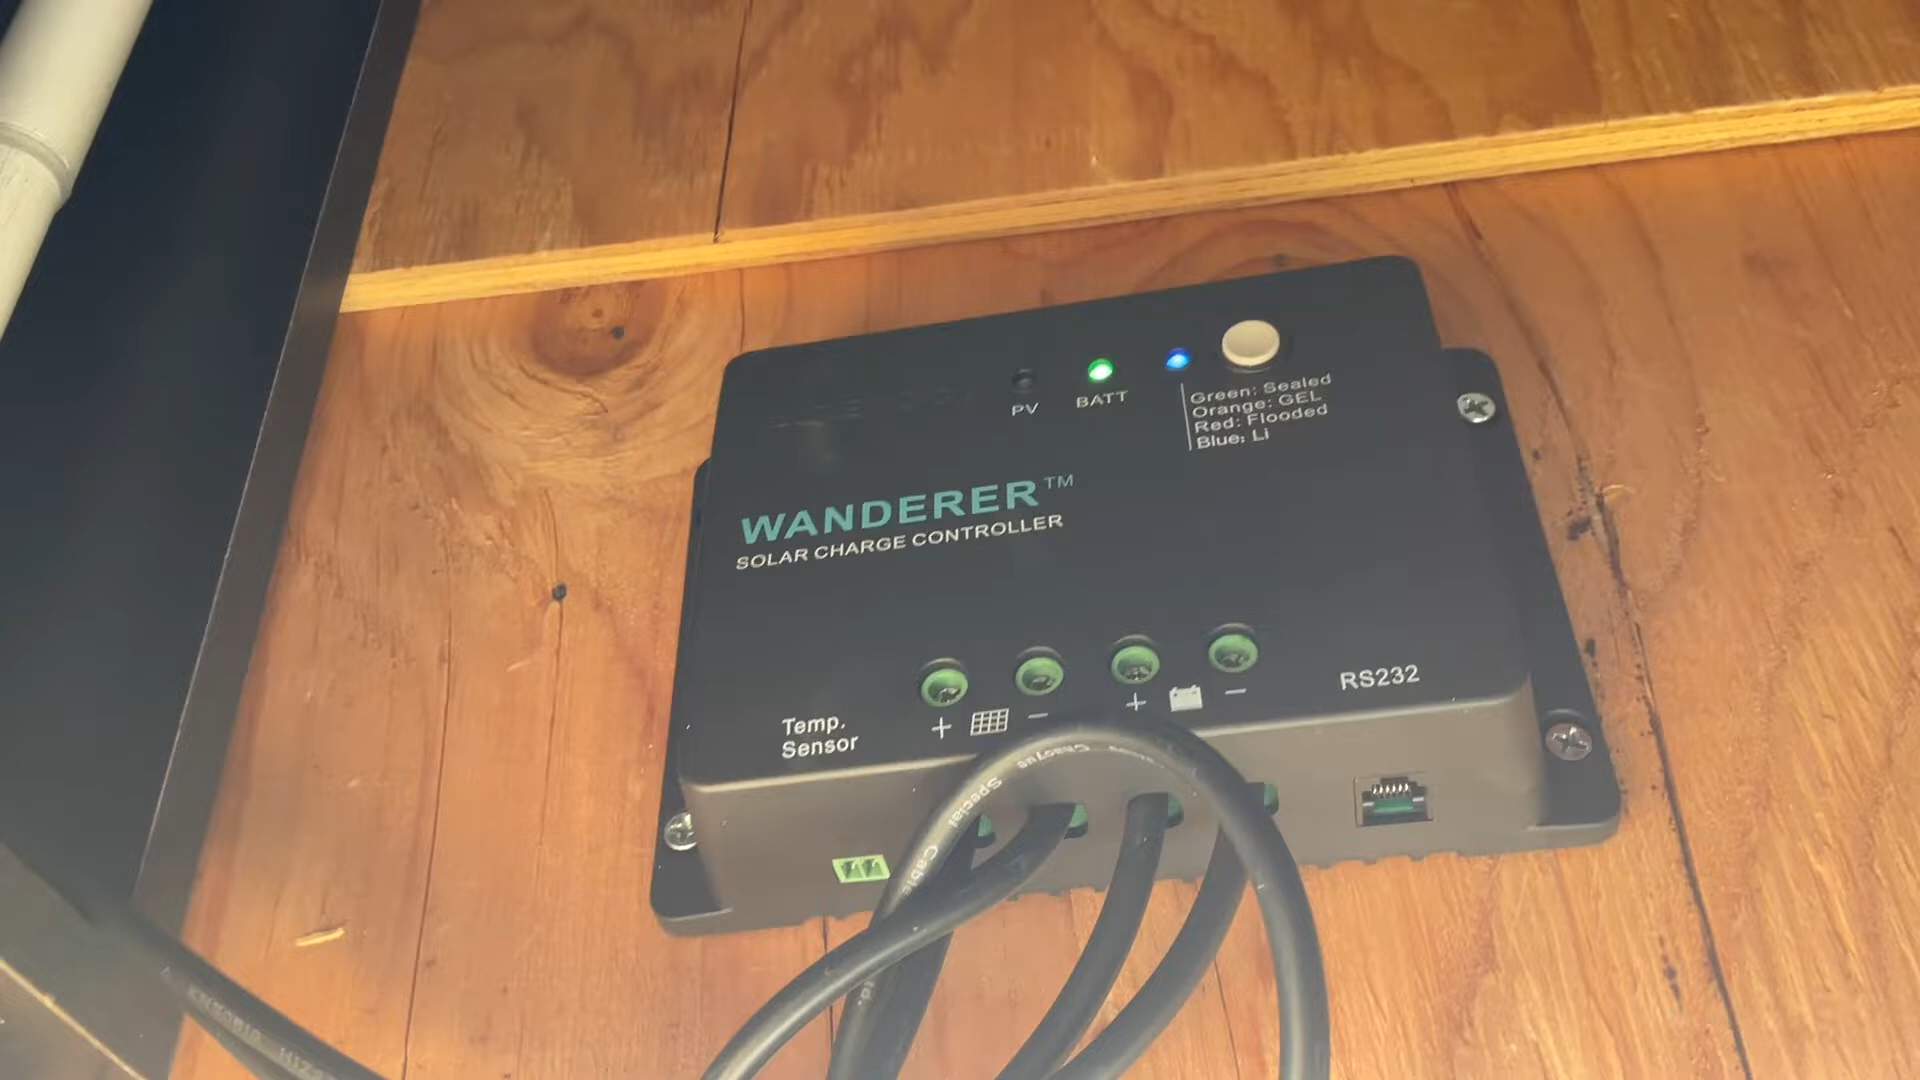 PV BATT
Green: Sealed
Orange: GEL
Red: Flooded
Blue: Li
WANDERER™
SOLAR CHARGE CONTROLLER
Temp.
Sensor
+ −
+ −
RS232
Special Cable